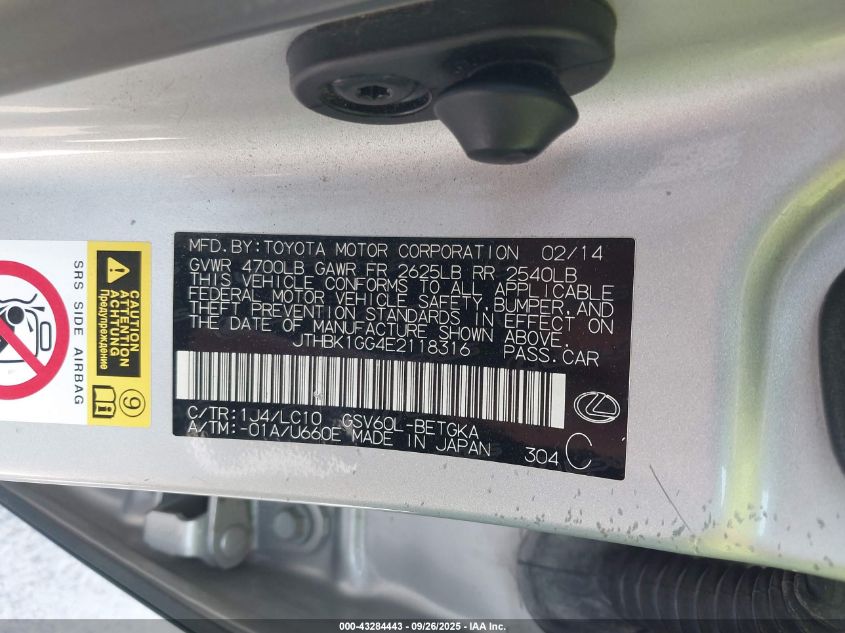 MFD. BY: TOYOTA MOTOR CORPORATION 02/14
GVWR 4700LB GAWR FR 2625LB RR 2540LB
THIS VEHICLE CONFORMS TO ALL APPLICABLE
FEDERAL MOTOR VEHICLE SAFETY, BUMPER, AND
THEFT PREVENTION STANDARDS IN EFFECT ON
THE DATE OF MANUFACTURE SHOWN ABOVE.
JTHBK1GG4E2118316 PASS. CAR
C/TR: 1J4/LC10 GSV60L-BETGKA
A/TM: -01A/U660E MADE IN JAPAN 304 C
SRS SIDE AIRBAG
CAUTION
ATTENTION
ACHTUNG
Предупреждение
9
000-43284443 - 09/26/2025 - IAA Inc.